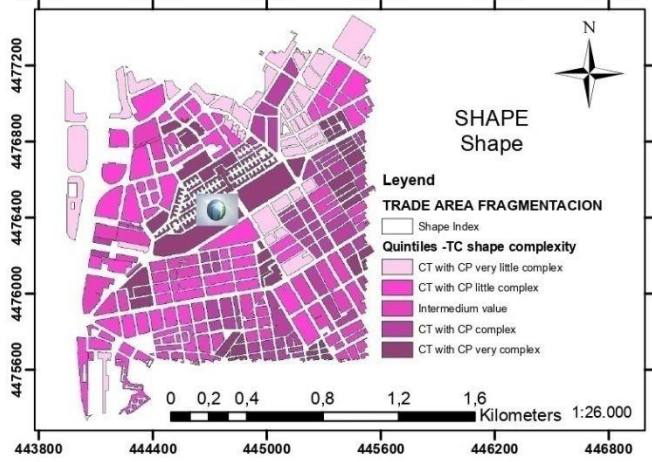 4477200
4476800
4476400
4476000
4475600
N
SHAPE
Shape
Leyend
TRADE AREA FRAGMENTACION
Shape Index
Quintiles -TC shape complexity
CT with CP very little complex
CT with CP little complex
Intermedium value
CT with CP complex
CT with CP very complex
0 0,2 0,4 0,8 1,2 1,6
Kilometers 1:26.000
443800 444400 445000 445600 446200 446800